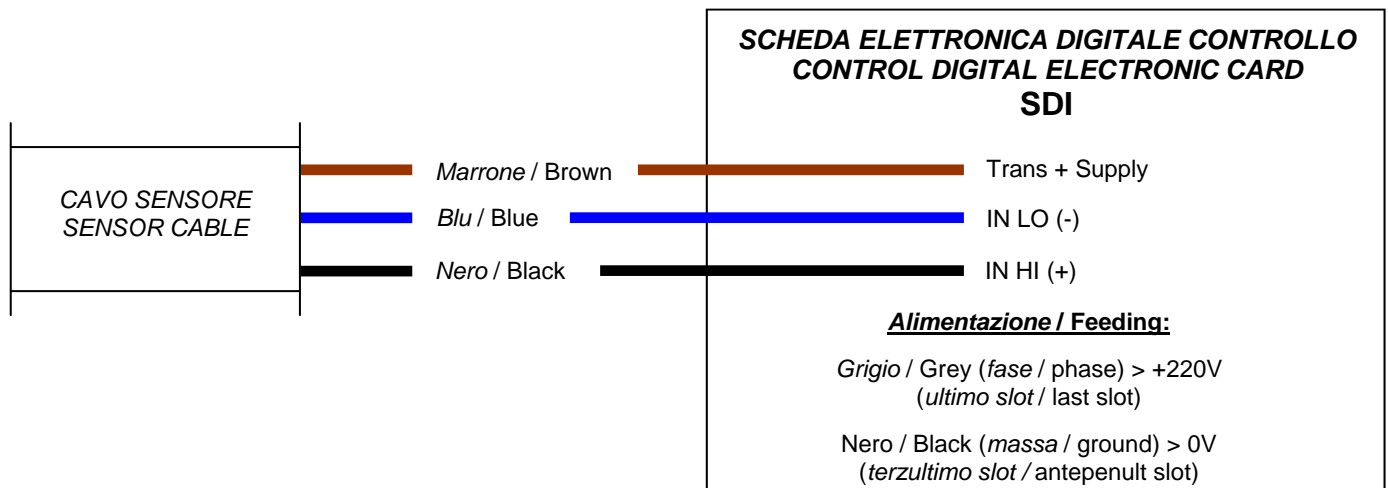 SCHEDA ELETTRONICA DIGITALE CONTROLLO
CONTROL DIGITAL ELECTRONIC CARD
SDI
CAVO SENSORE
SENSOR CABLE
Marrone / Brown
Trans + Supply
Blu / Blue
IN LO (-)
Nero / Black
IN HI (+)
Alimentazione / Feeding:
Grigio / Grey (fase / phase) > +220V
(ultimo slot / last slot)
Nero / Black (massa / ground) > 0V
(terzultimo slot / antepenult slot)